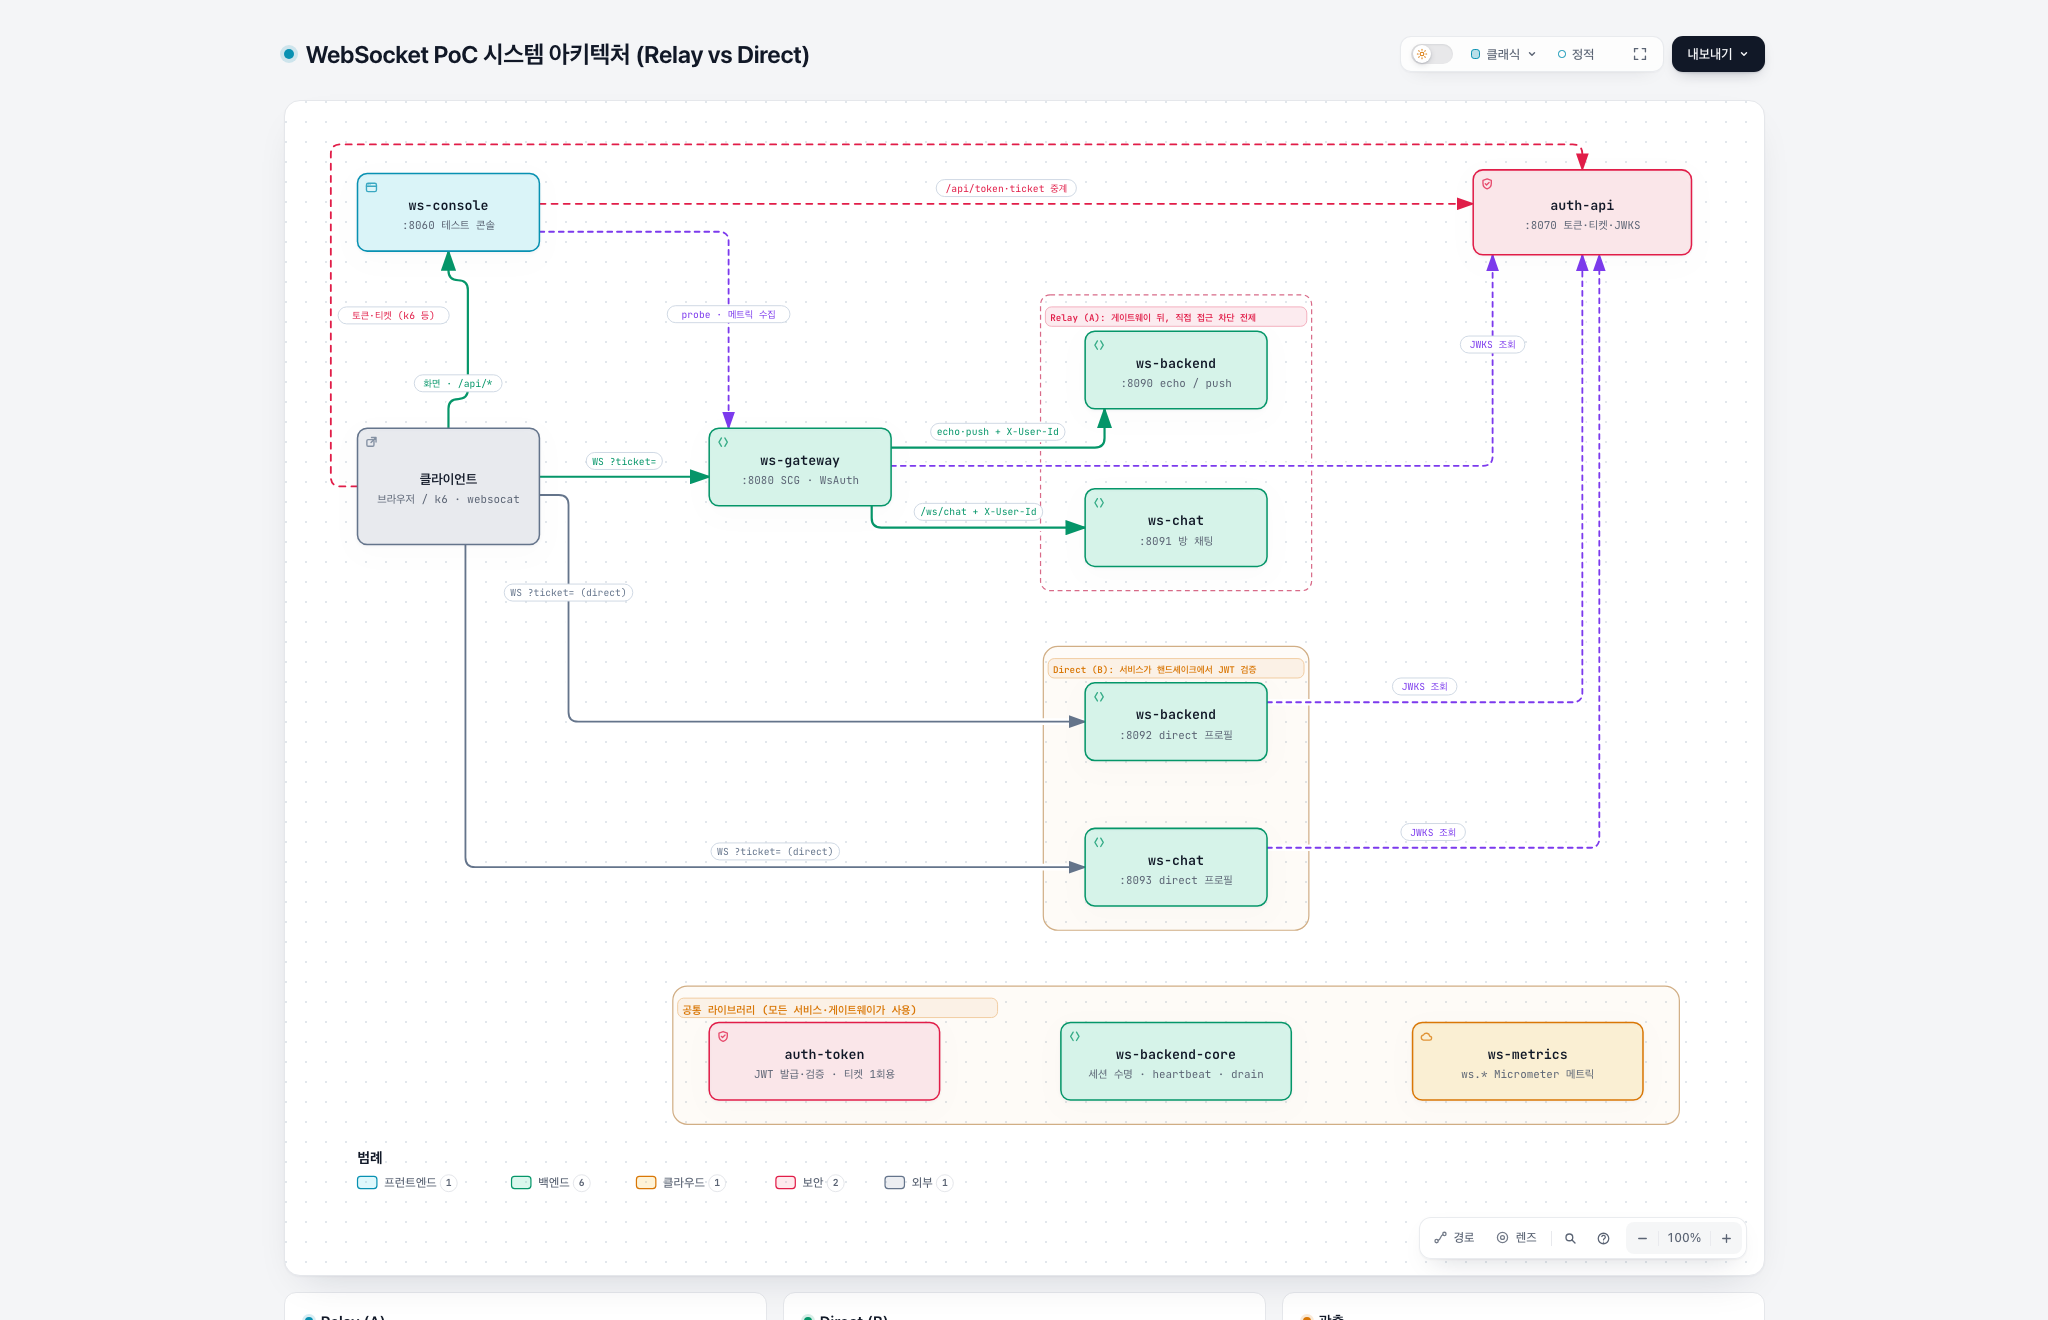 WebSocket PoC 시스템 아키텍처 (Relay vs Direct)
클래식
정적
내보내기
/api/token·ticket 중계
ws-console
:8060 테스트 콘솔
auth-api
:8070 토큰·티켓·JWKS
토큰·티켓 (k6 등)
probe · 메트릭 수집
Relay (A): 게이트웨이 뒤, 직접 접근 차단 전제
JWKS 조회
ws-backend
:8090 echo / push
화면 · /api/*
echo·push + X-User-Id
WS ?ticket=
ws-gateway
:8080 SCG · WsAuth
클라이언트
브라우저 / k6 · websocat
/ws/chat + X-User-Id
ws-chat
:8091 방 채팅
WS ?ticket= (direct)
Direct (B): 서비스가 핸드셰이크에서 JWT 검증
JWKS 조회
ws-backend
:8092 direct 프로필
JWKS 조회
WS ?ticket= (direct)
ws-chat
:8093 direct 프로필
공통 라이브러리 (모든 서비스·게이트웨이가 사용)
auth-token
JWT 발급·검증 · 티켓 1회용
ws-backend-core
세션 수명 · heartbeat · drain
ws-metrics
ws.* Micrometer 메트릭
범례
프런트엔드 1
백엔드 6
클라우드 1
보안 2
외부 1
경로
렌즈
100%
Relay (A)
Direct (B)
관측